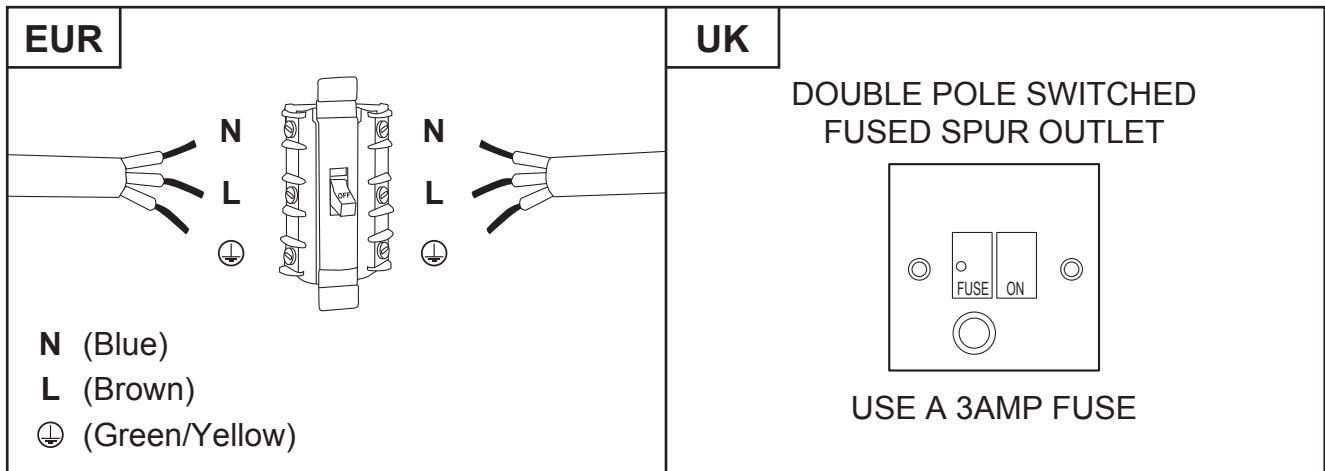 EUR
N
N
L
L
OFF
N (Blue)
L (Brown)
(Green/Yellow)
UK
DOUBLE POLE SWITCHED
FUSED SPUR OUTLET
FUSE ON
USE A 3AMP FUSE